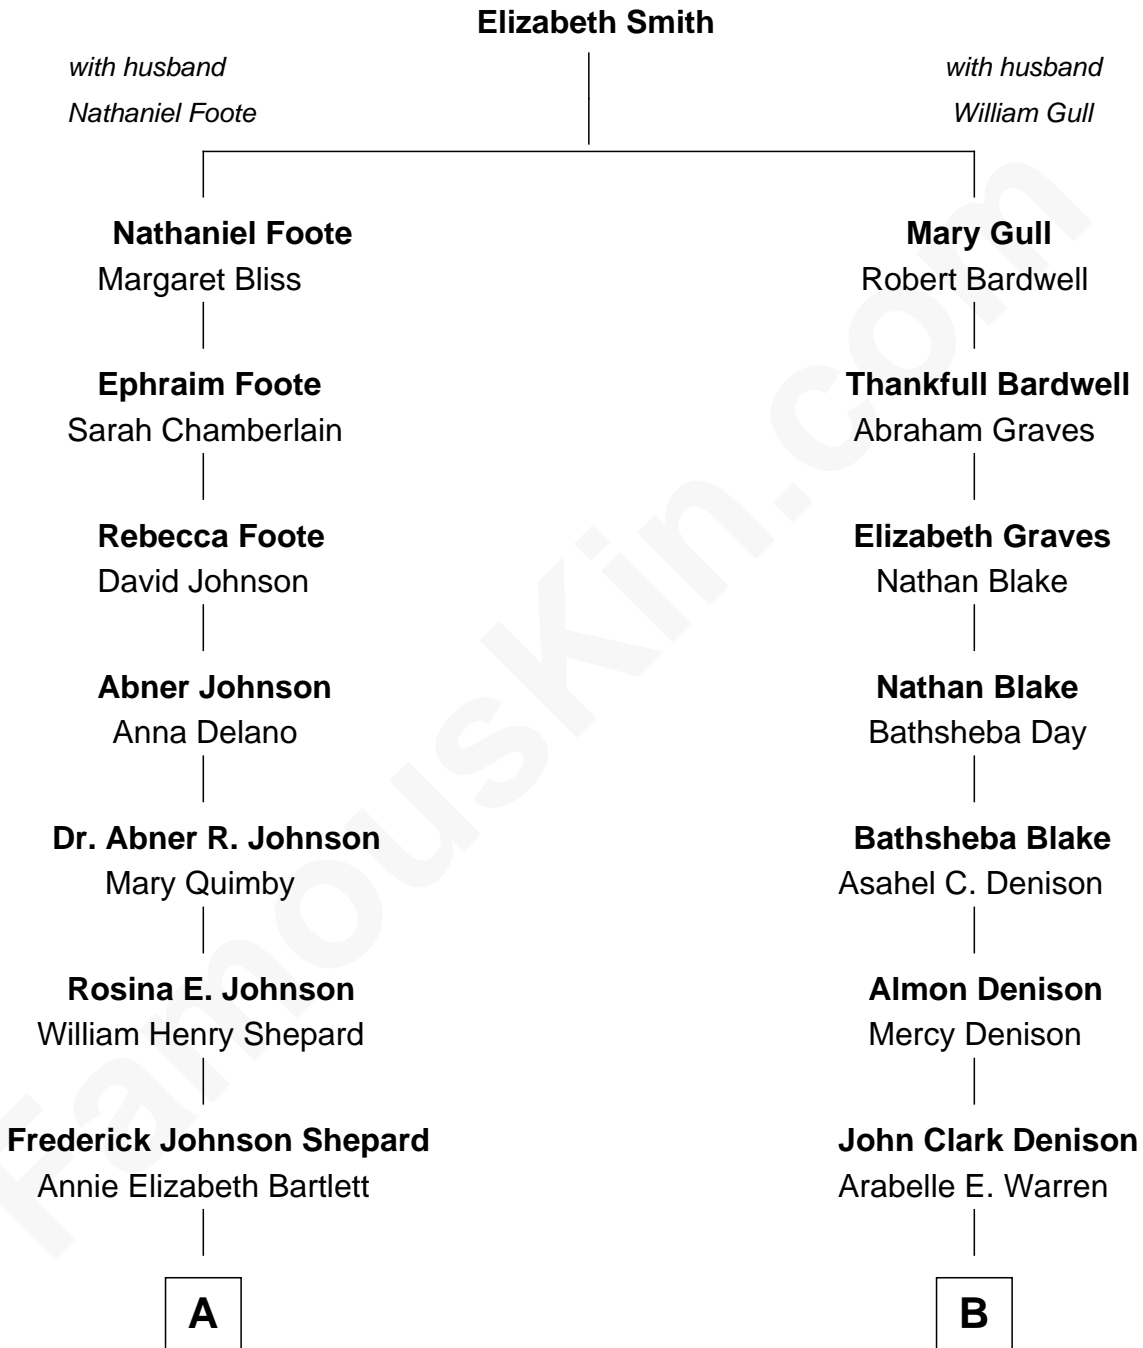 Elizabeth Smith
with husband
Nathaniel Foote
with husband
William Gull
Nathaniel Foote
Margaret Bliss
Mary Gull
Robert Bardwell
Ephraim Foote
Sarah Chamberlain
Thankfull Bardwell
Abraham Graves
Rebecca Foote
David Johnson
Elizabeth Graves
Nathan Blake
Abner Johnson
Anna Delano
Nathan Blake
Bathsheba Day
Dr. Abner R. Johnson
Mary Quimby
Bathsheba Blake
Asahel C. Denison
Rosina E. Johnson
William Henry Shepard
Almon Denison
Mercy Denison
Frederick Johnson Shepard
Annie Elizabeth Bartlett
John Clark Denison
Arabelle E. Warren
A
B
FamousKin.com